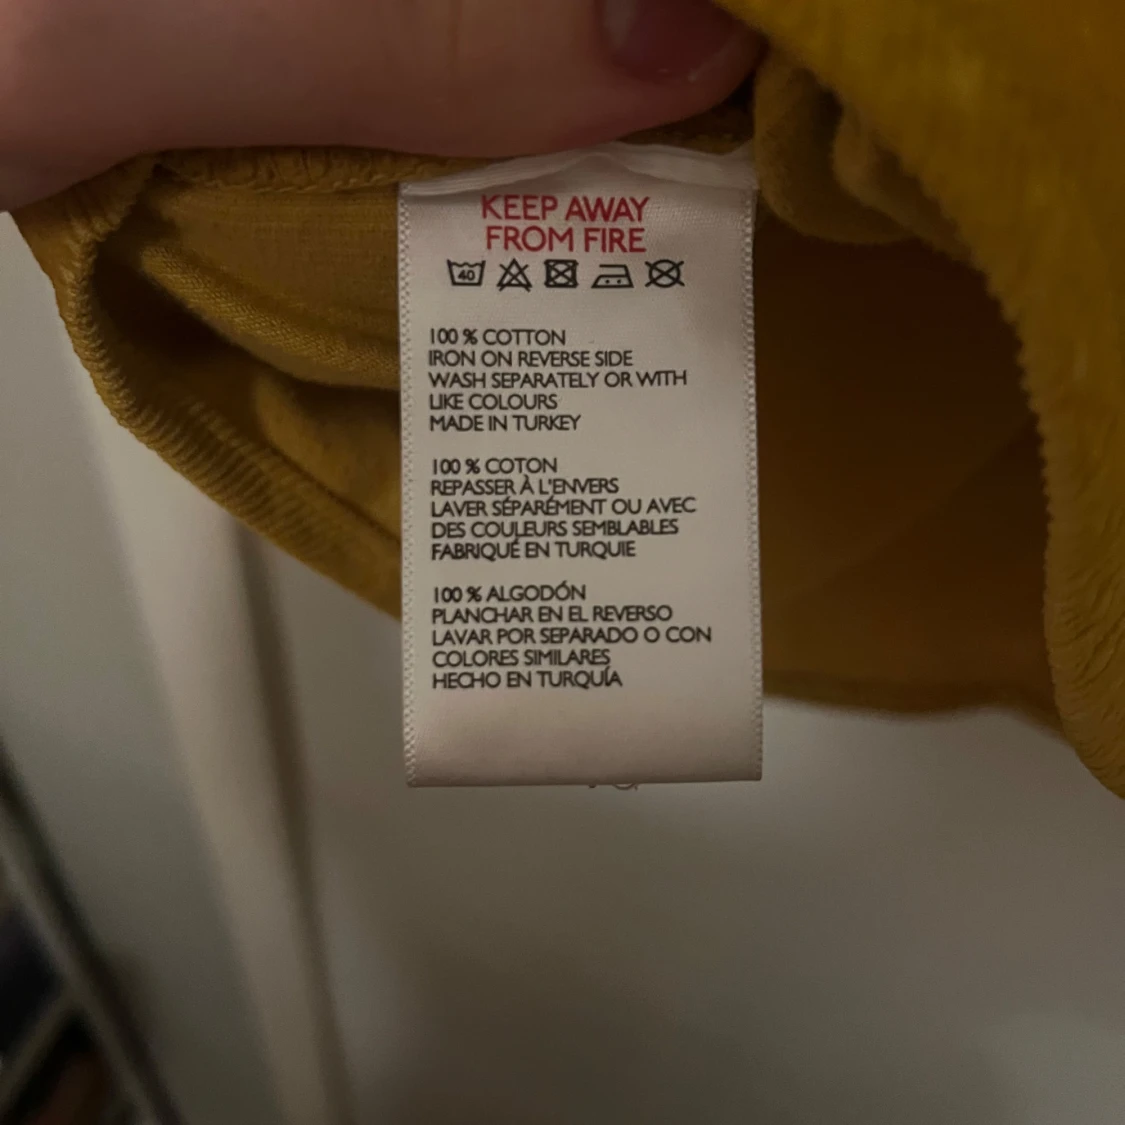 KEEP AWAY
FROM FIRE
40
100 % COTTON
IRON ON REVERSE SIDE
WASH SEPARATELY OR WITH
LIKE COLOURS
MADE IN TURKEY
100 % COTON
REPASSER À L'ENVERS
LAVER SÉPARÉMENT OU AVEC
DES COULEURS SEMBLABLES
FABRIQUÉ EN TURQUIE
100 % ALGODÓN
PLANCHAR EN EL REVERSO
LAVAR POR SEPARADO O CON
COLORES SIMILARES
HECHO EN TURQUÍA